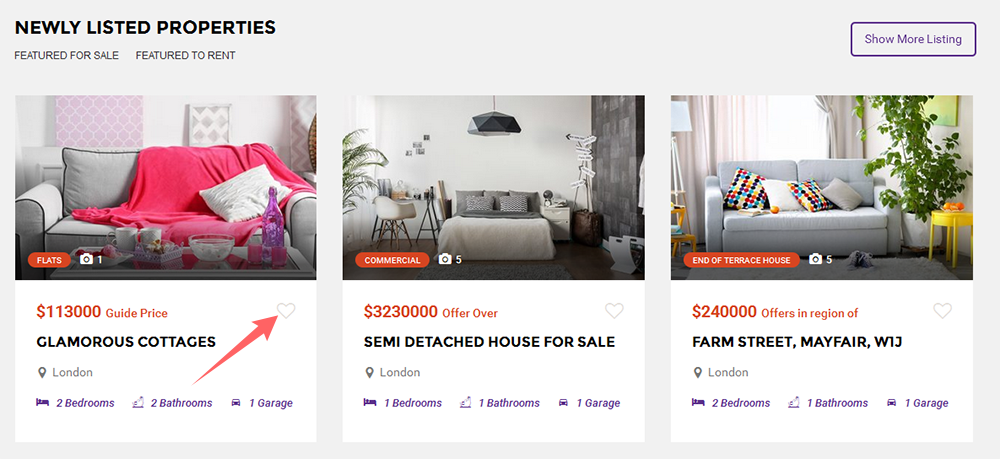 NEWLY LISTED PROPERTIES
FEATURED FOR SALE FEATURED TO RENT
Show More Listing
FLATS 1
$113000 Guide Price
GLAMOROUS COTTAGES
London
2 Bedrooms 2 Bathrooms 1 Garage
COMMERCIAL 5
$3230000 Offer Over
SEMI DETACHED HOUSE FOR SALE
London
1 Bedrooms 1 Bathrooms 1 Garage
END OF TERRACE HOUSE 5
$240000 Offers in region of
FARM STREET, MAYFAIR, W1J
London
2 Bedrooms 1 Bathrooms 1 Garage